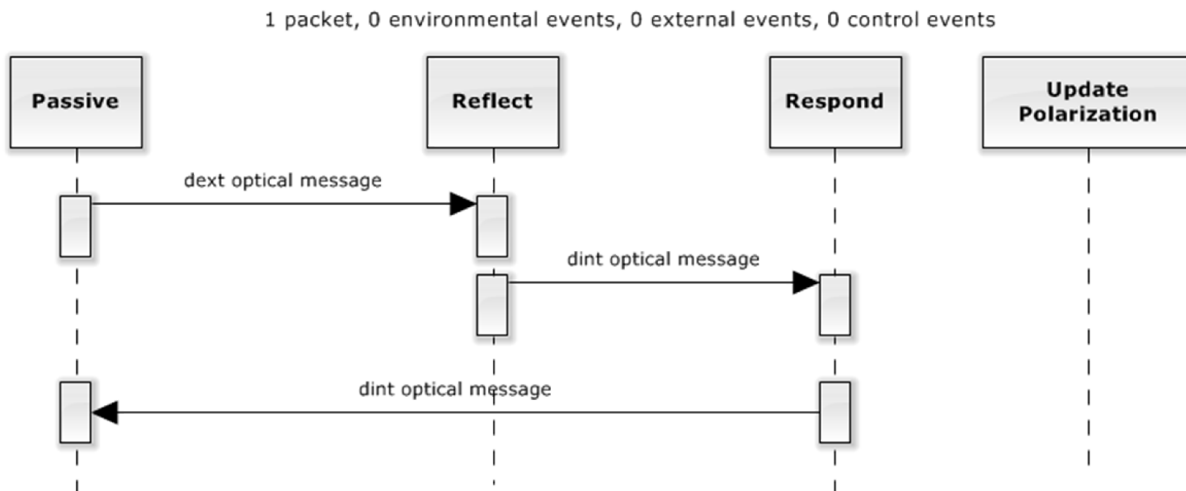 1 packet, 0 environmental events, 0 external events, 0 control events
Passive
Reflect
Respond
Update
Polarization
dext optical message
dint optical message
dint optical message